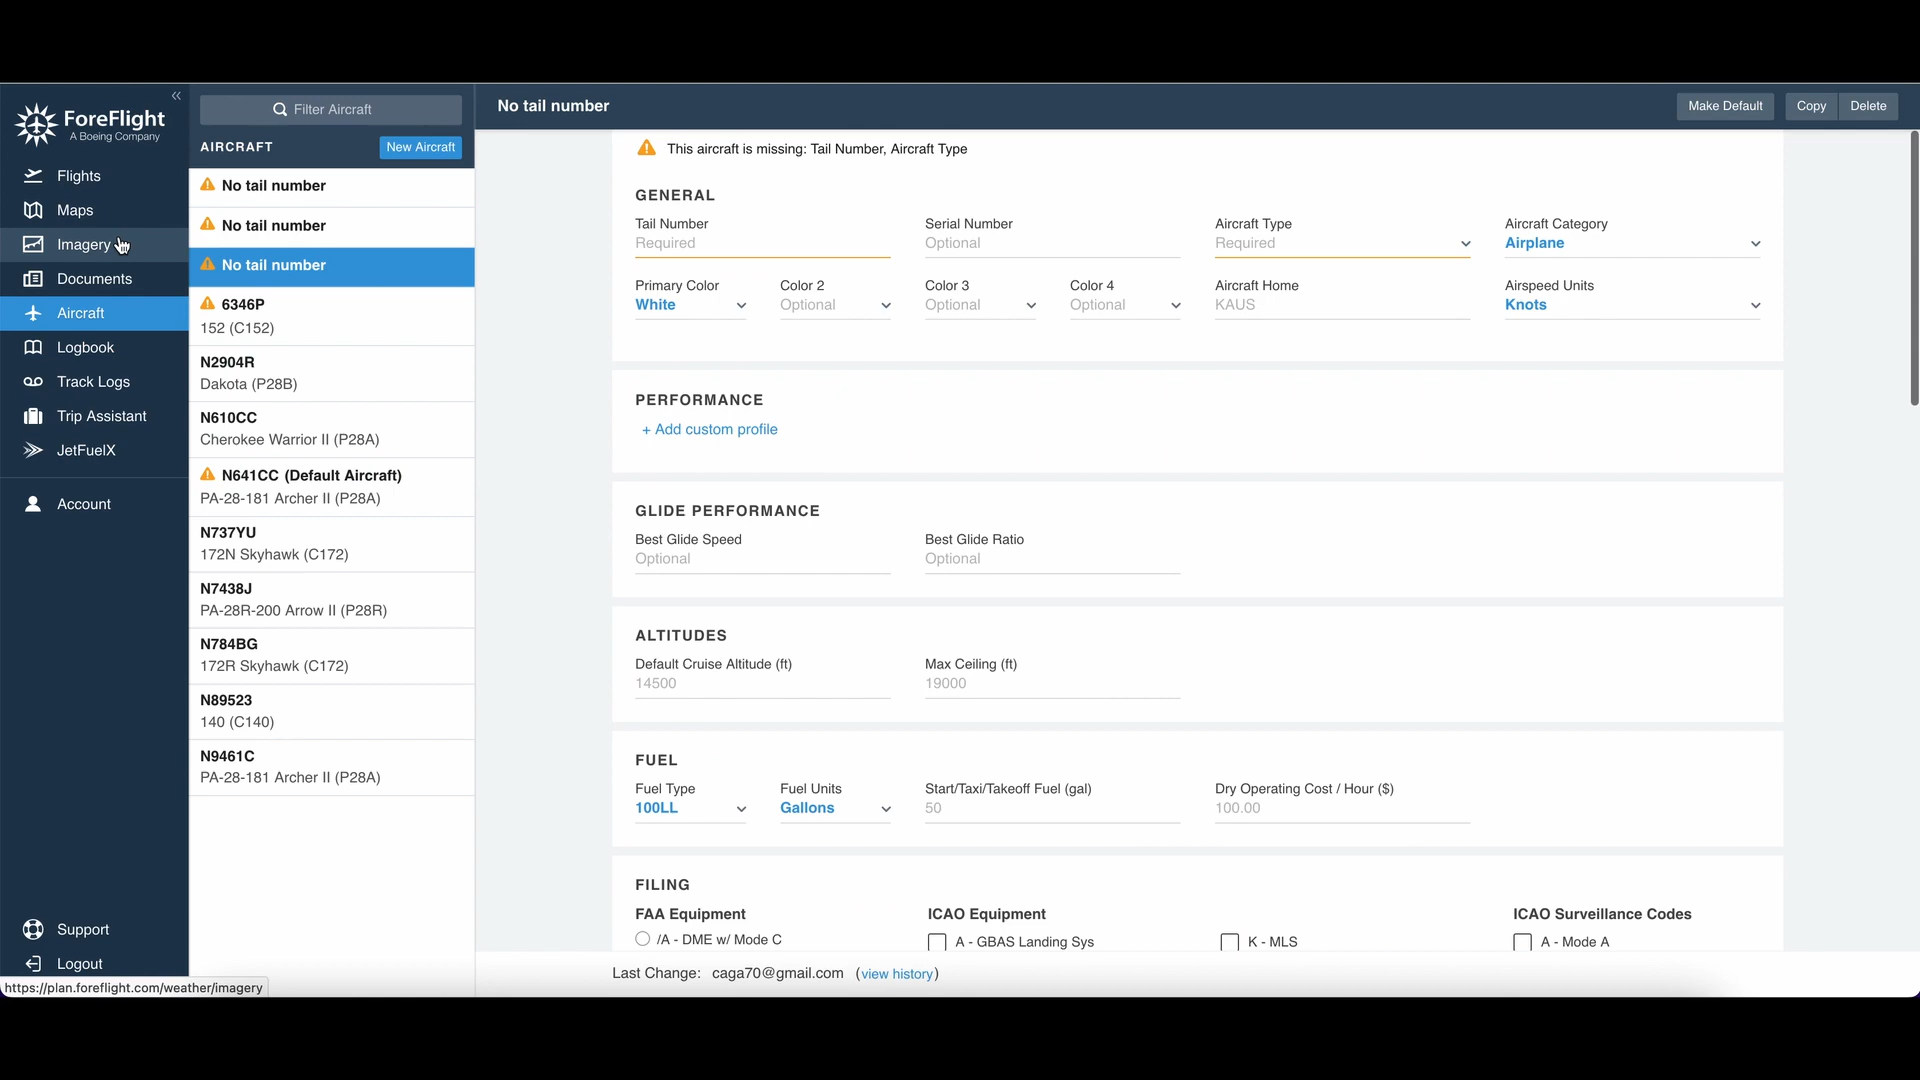 ForeFlight
A Boeing Company
Flights
Maps
Imagery
Documents
Aircraft
Logbook
Track Logs
Trip Assistant
JetFuelX
Account
Support
Logout
https://plan.foreflight.com/weather/imagery
Filter Aircraft
AIRCRAFT New Aircraft
No tail number
No tail number
No tail number
6346P
152 (C152)
N2904R
Dakota (P28B)
N610CC
Cherokee Warrior II (P28A)
N641CC (Default Aircraft)
PA-28-181 Archer II (P28A)
N737YU
172N Skyhawk (C172)
N7438J
PA-28R-200 Arrow II (P28R)
N784BG
172R Skyhawk (C172)
N89523
140 (C140)
N9461C
PA-28-181 Archer II (P28A)
No tail number Make Default Copy Delete
This aircraft is missing: Tail Number, Aircraft Type
GENERAL
Tail Number Serial Number Aircraft Type Aircraft Category
Required Optional Required Airplane
Primary Color Color 2 Color 3 Color 4 Aircraft Home Airspeed Units
White Optional Optional Optional KAUS Knots
PERFORMANCE
+ Add custom profile
GLIDE PERFORMANCE
Best Glide Speed Best Glide Ratio
Optional Optional
ALTITUDES
Default Cruise Altitude (ft) Max Ceiling (ft)
14500 19000
FUEL
Fuel Type Fuel Units Start/Taxi/Takeoff Fuel (gal) Dry Operating Cost / Hour ($)
100LL Gallons 50 100.00
FILING
FAA Equipment ICAO Equipment ICAO Surveillance Codes
/A - DME w/ Mode C A - GBAS Landing Sys K - MLS A - Mode A
Last Change: caga70@gmail.com (view history)